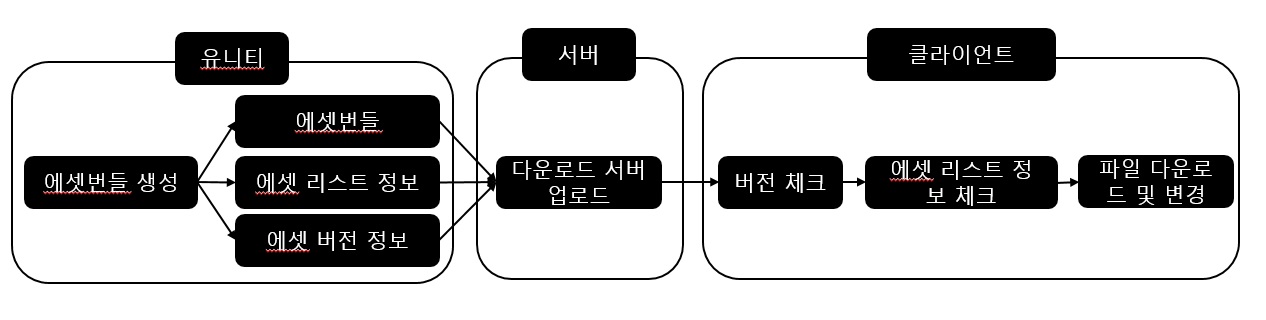 유니티
에셋번들 생성
에셋번들
에셋 리스트 정보
에셋 버전 정보
서버
다운로드 서버
업로드
클라이언트
버전 체크
에셋 리스트 정
보 체크
파일 다운로
드 및 변경